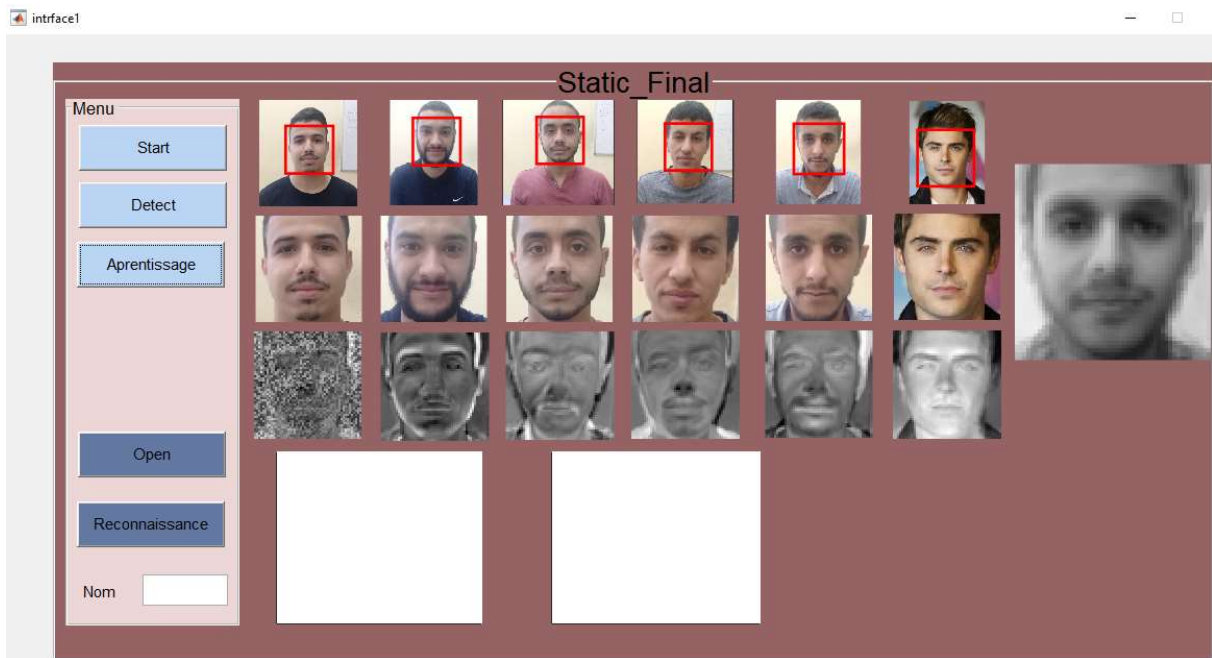 intrface1
Static_Final
Menu
Start
Detect
Aprentissage
Open
Reconnaissance
Nom